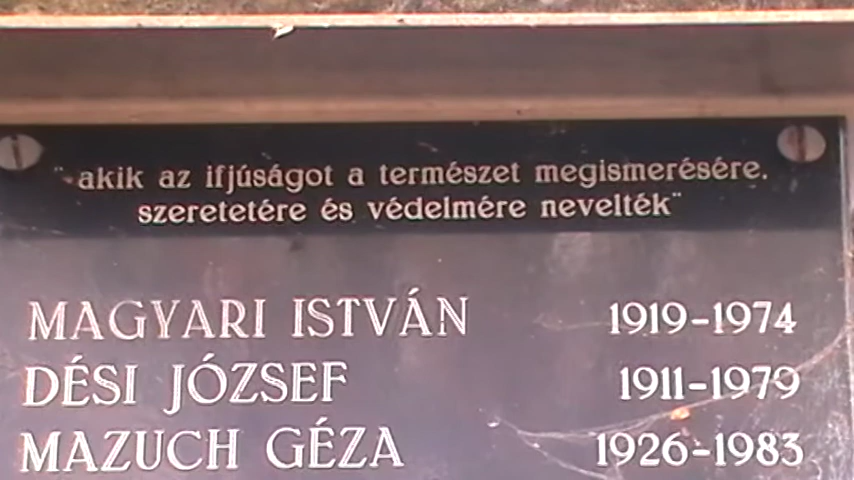 "akik az ifjúságot a természet megismerésére.
szeretetére és védelmére nevelték"
MAGYARI ISTVÁN 1919-1974
DÉSI JÓZSEF 1911-1979
MAZUCH GÉZA 1926-1983